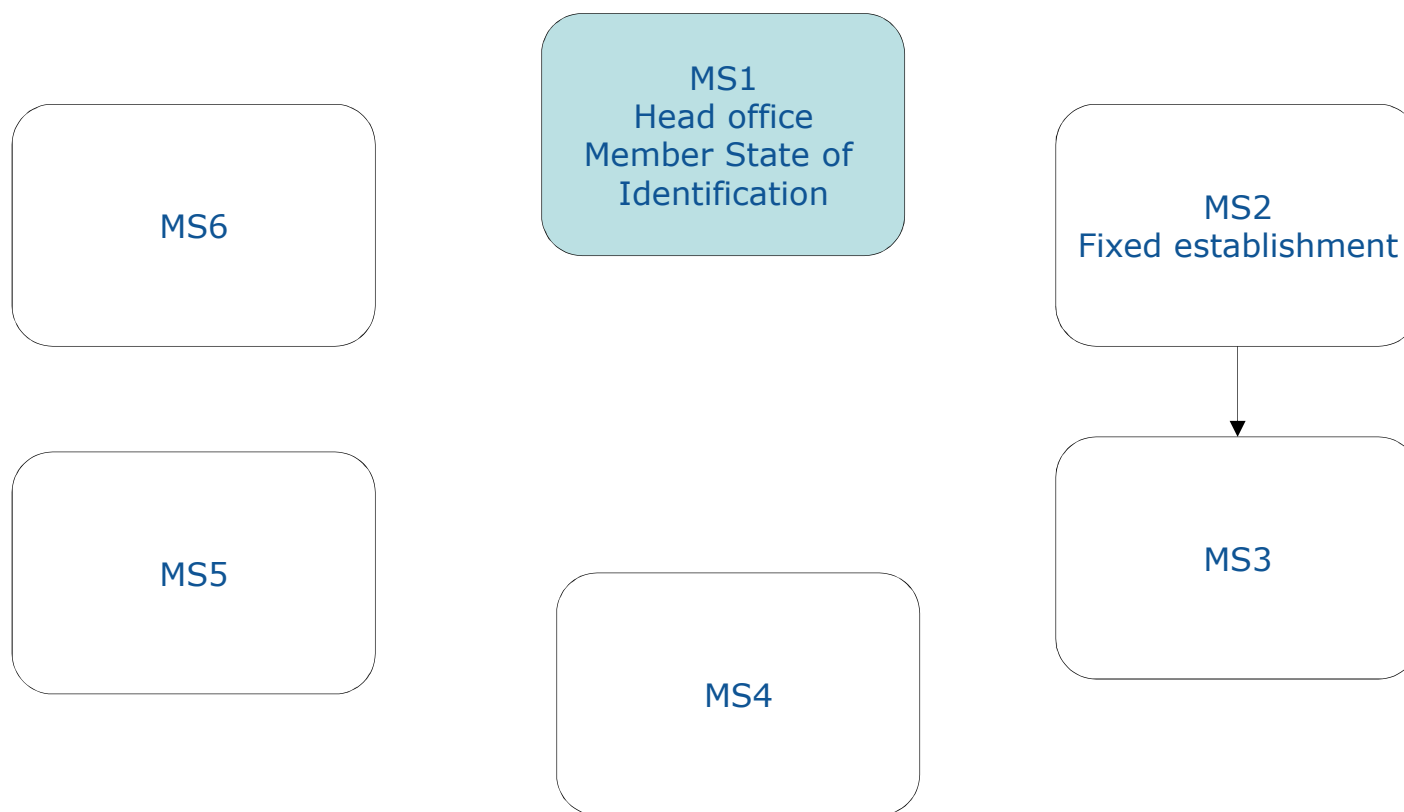 MS1
Head office
Member State of
Identification
MS6
MS2
Fixed establishment
MS5
MS3
MS4